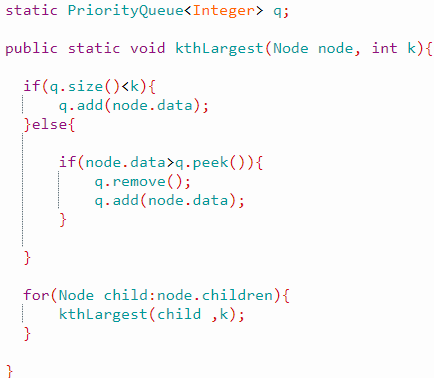 static PriorityQueue<Integer> q;
public static void kthLargest(Node node, int k){
if(q.size()<k){
q.add(node.data);
}else{
if(node.data>q.peek()){
q.remove();
q.add(node.data);
}
}
for(Node child:node.children){
kthLargest(child ,k);
}
}